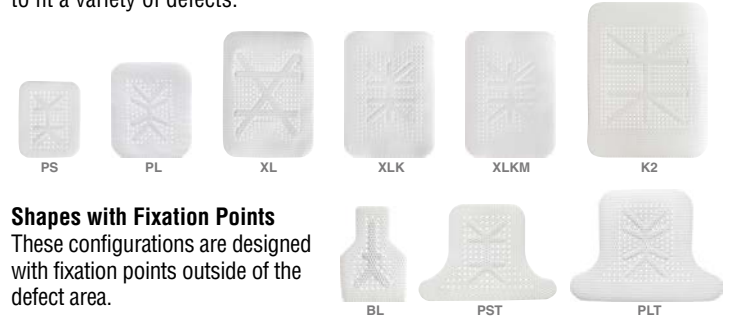 to fit a variety of defects.
PS PL XL XLK XLKM K2
Shapes with Fixation Points
These configurations are designed
with fixation points outside of the
defect area.
BL PST PLT